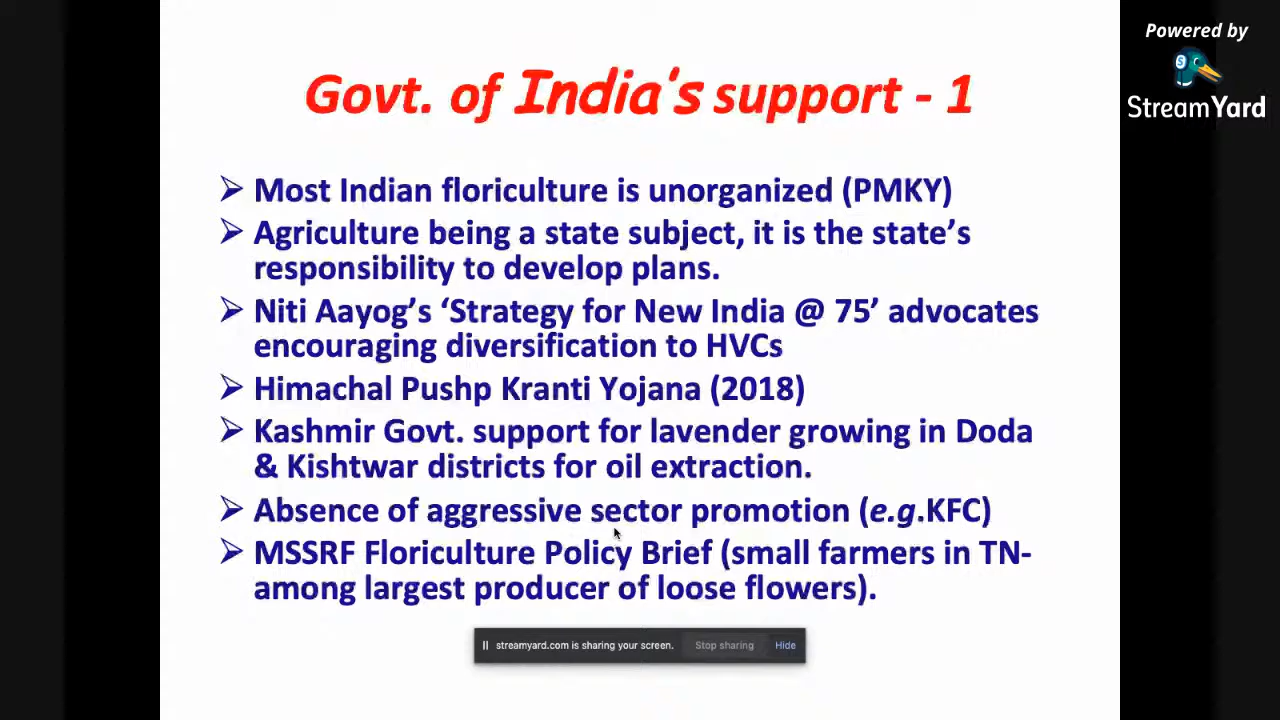 Powered by
StreamYard
Govt. of India's support - 1
Most Indian floriculture is unorganized (PMKY)
Agriculture being a state subject, it is the state’s
responsibility to develop plans.
Niti Aayog’s ‘Strategy for New India @ 75’ advocates
encouraging diversification to HVCs
Himachal Pushp Kranti Yojana (2018)
Kashmir Govt. support for lavender growing in Doda
& Kishtwar districts for oil extraction.
Absence of aggressive sector promotion (e.g.KFC)
MSSRF Floriculture Policy Brief (small farmers in TN-
among largest producer of loose flowers).
streamyard.com is sharing your screen. Stop sharing Hide